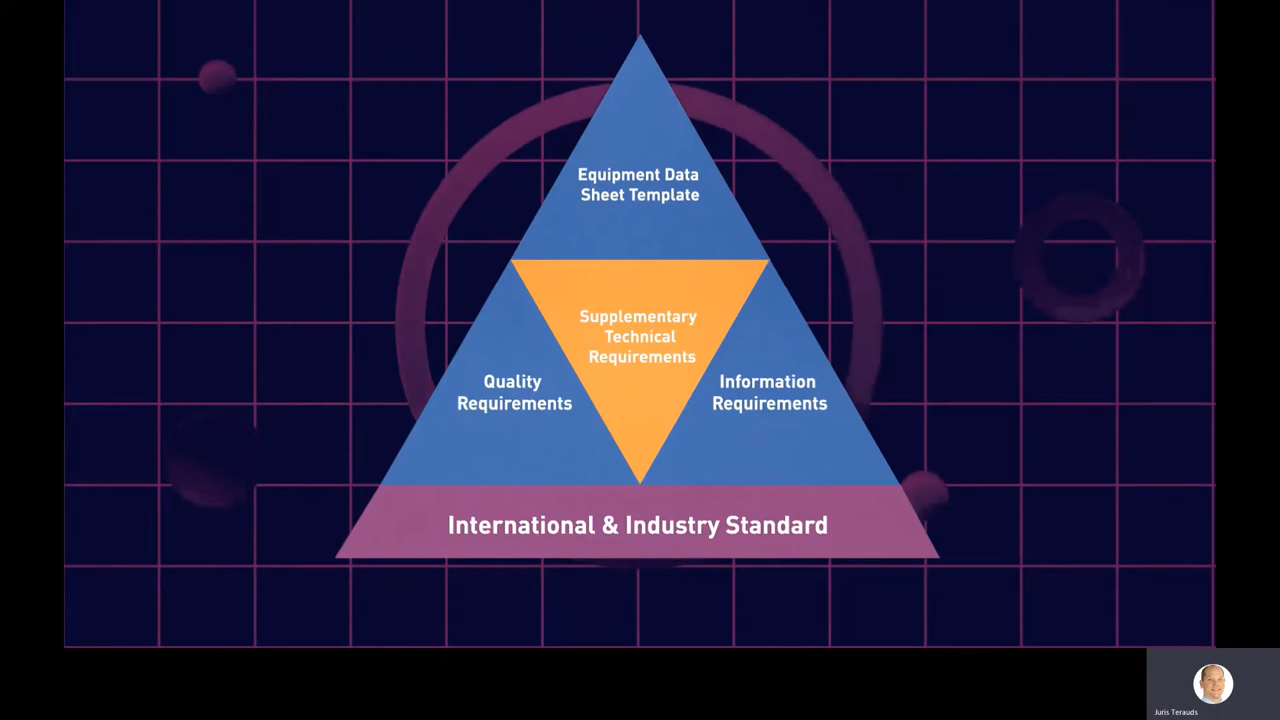 Equipment Data
Sheet Template
Supplementary
Technical
Requirements
Quality
Requirements
Information
Requirements
International & Industry Standard
Juris Terauds